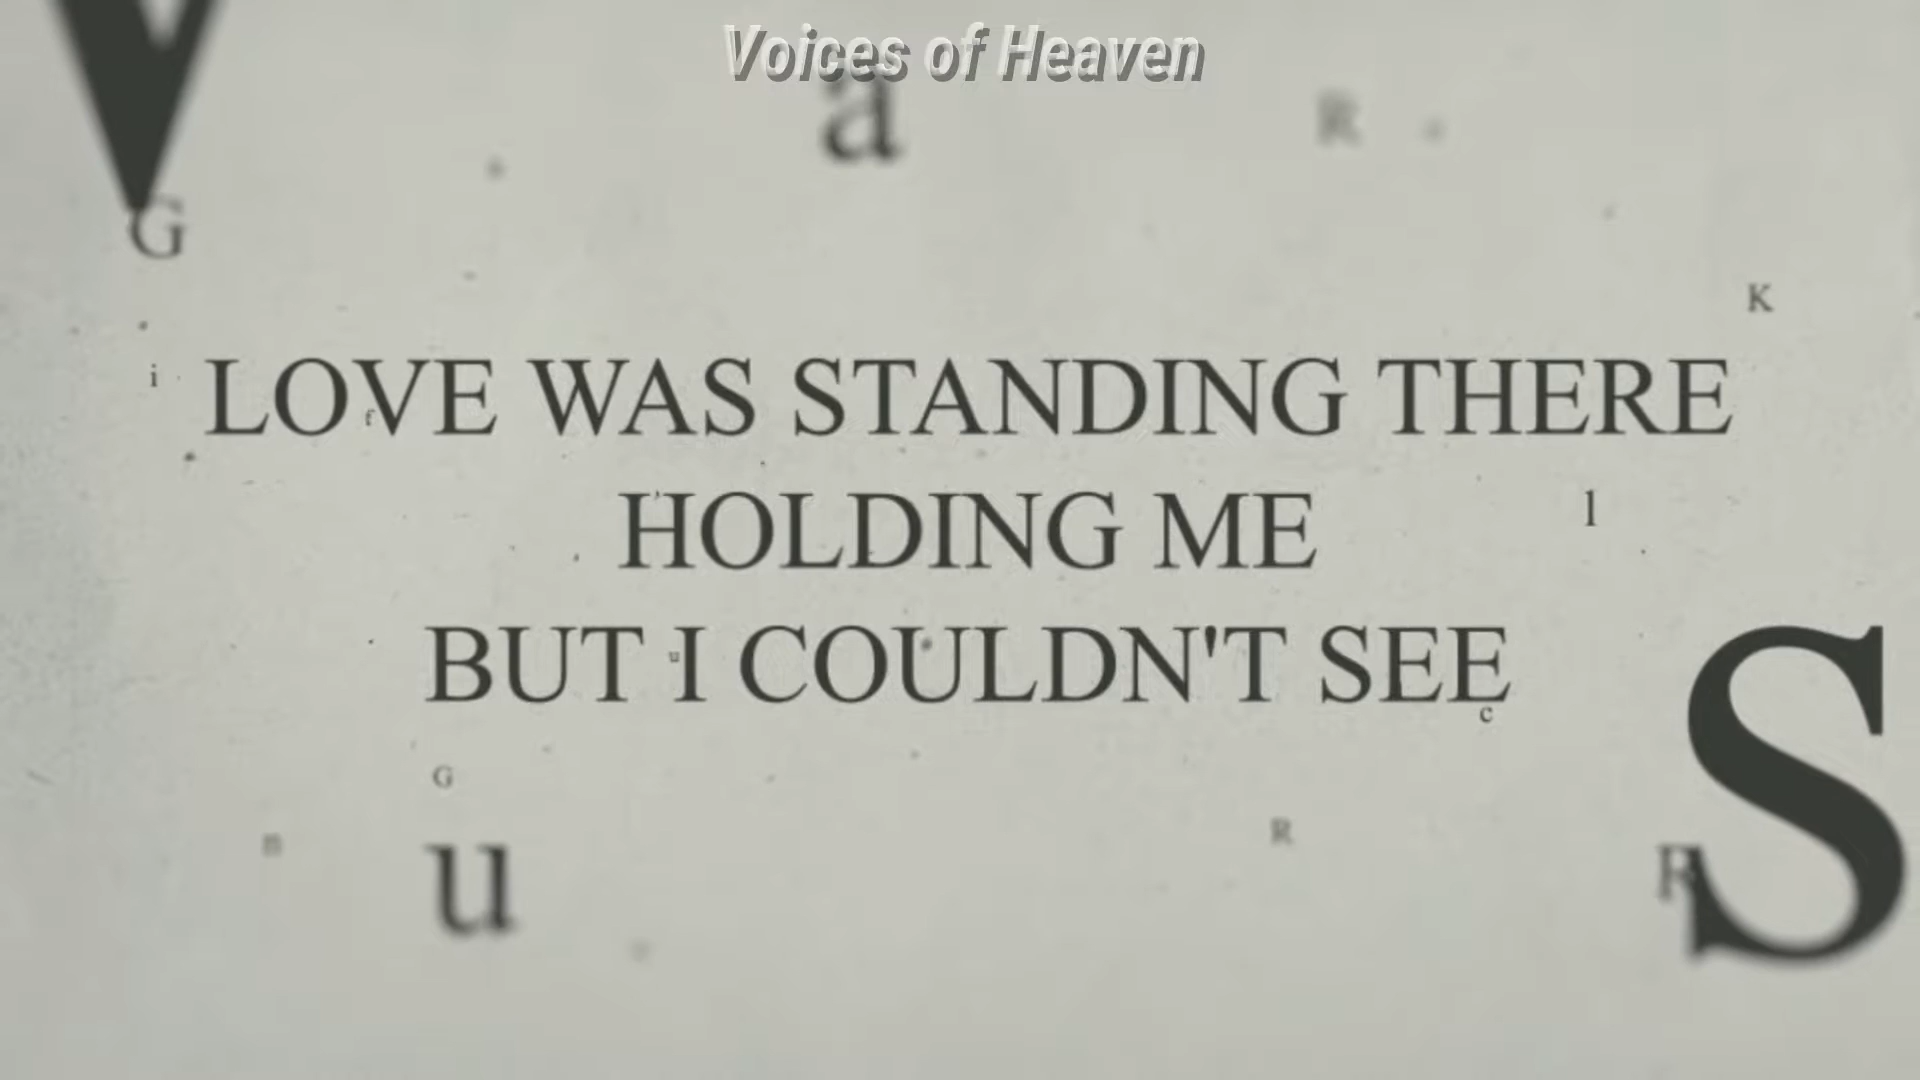 Voices of Heaven
V
a
R
G
K
i
LOVE WAS STANDING THERE
f
HOLDING ME
l
BUT I COULDN'T SEE
u
c
S
G
n
u
R
R